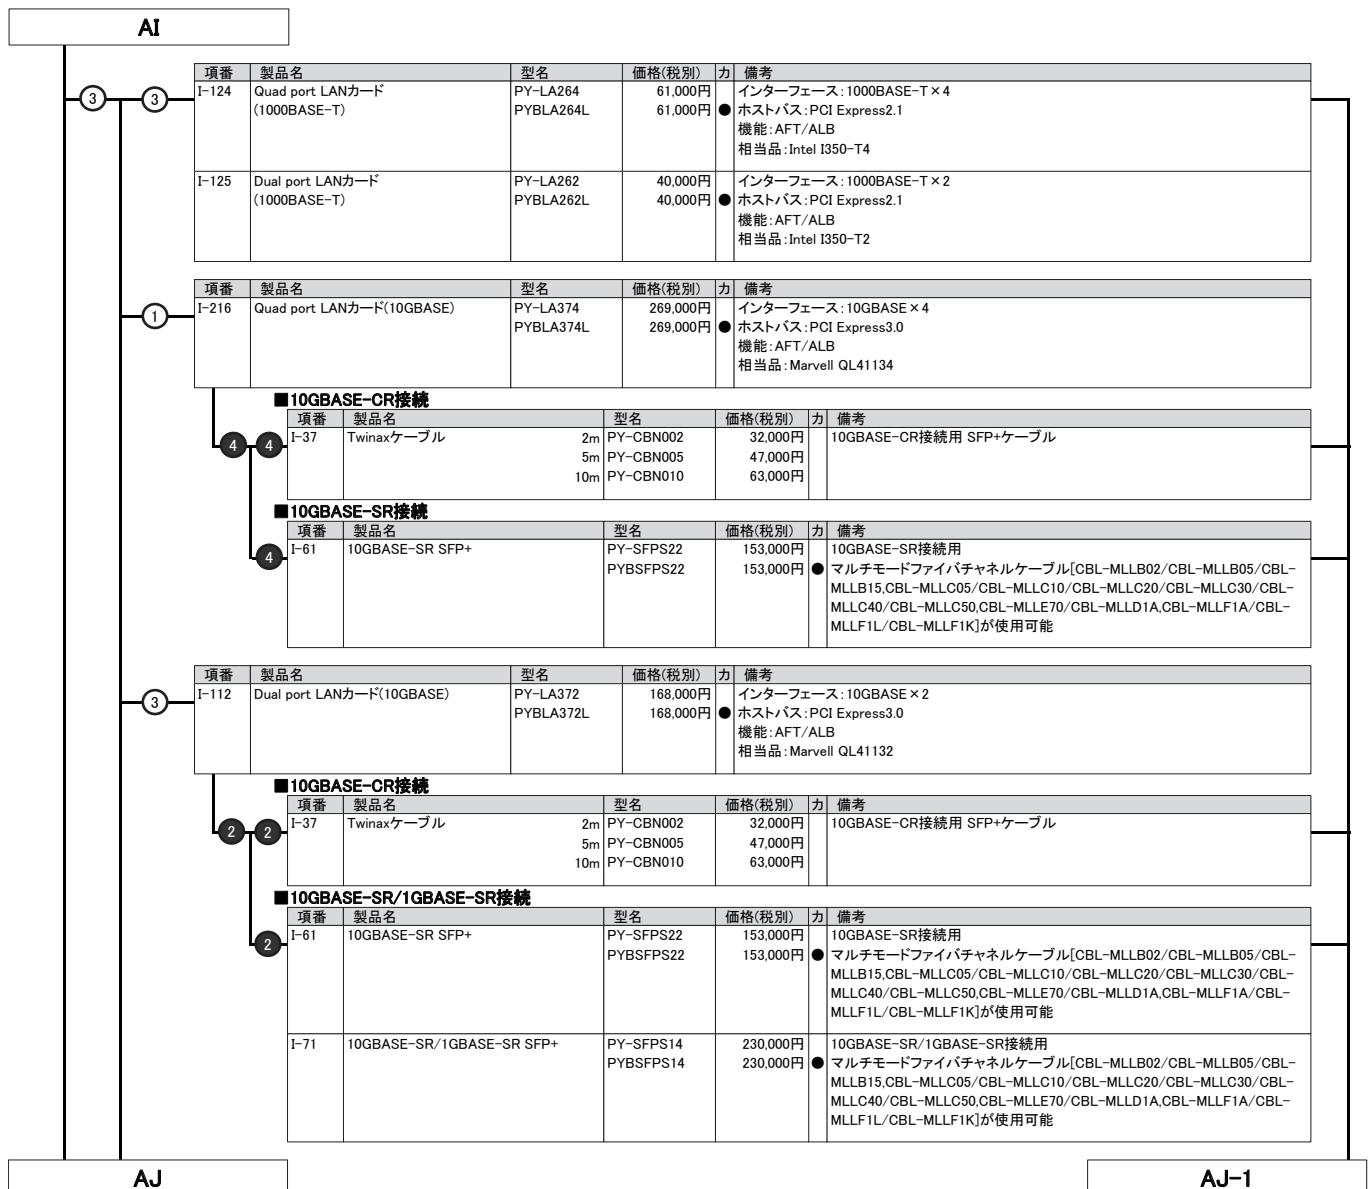 AI
項番 製品名 型名 価格(税別) カ 備考
③ ③ I-124 Quad port LANカード PY-LA264 61,000円 インターフェース:1000BASE-T×4
(1000BASE-T) PYBLA264L 61,000円 ● ホストバス:PCI Express2.1
機能:AFT/ALB
相当品:Intel I350-T4
I-125 Dual port LANカード PY-LA262 40,000円 インターフェース:1000BASE-T×2
(1000BASE-T) PYBLA262L 40,000円 ● ホストバス:PCI Express2.1
機能:AFT/ALB
相当品:Intel I350-T2
項番 製品名 型名 価格(税別) カ 備考
① I-216 Quad port LANカード(10GBASE) PY-LA374 269,000円 インターフェース:10GBASE×4
PYBLA374L 269,000円 ● ホストバス:PCI Express3.0
機能:AFT/ALB
相当品:Marvell QL41134
■10GBASE-CR接続
項番 製品名 型名 価格(税別) カ 備考
4 4 I-37 Twinaxケーブル 2m PY-CBN002 32,000円 10GBASE-CR接続用 SFP+ケーブル
5m PY-CBN005 47,000円
10m PY-CBN010 63,000円
■10GBASE-SR接続
項番 製品名 型名 価格(税別) カ 備考
4 I-61 10GBASE-SR SFP+ PY-SFPS22 153,000円 10GBASE-SR接続用
PYBSFPS22 153,000円 ● マルチモードファイバチャネルケーブル[CBL-MLLB02/CBL-MLLB05/CBL-
MLLB15,CBL-MLLC05/CBL-MLLC10/CBL-MLLC20/CBL-MLLC30/CBL-
MLLC40/CBL-MLLC50,CBL-MLLE70/CBL-MLLD1A,CBL-MLLF1A/CBL-
MLLF1L/CBL-MLLF1K]が使用可能
項番 製品名 型名 価格(税別) カ 備考
③ I-112 Dual port LANカード(10GBASE) PY-LA372 168,000円 インターフェース:10GBASE×2
PYBLA372L 168,000円 ● ホストバス:PCI Express3.0
機能:AFT/ALB
相当品:Marvell QL41132
■10GBASE-CR接続
項番 製品名 型名 価格(税別) カ 備考
2 2 I-37 Twinaxケーブル 2m PY-CBN002 32,000円 10GBASE-CR接続用 SFP+ケーブル
5m PY-CBN005 47,000円
10m PY-CBN010 63,000円
■10GBASE-SR/1GBASE-SR接続
項番 製品名 型名 価格(税別) カ 備考
2 I-61 10GBASE-SR SFP+ PY-SFPS22 153,000円 10GBASE-SR接続用
PYBSFPS22 153,000円 ● マルチモードファイバチャネルケーブル[CBL-MLLB02/CBL-MLLB05/CBL-
MLLB15,CBL-MLLC05/CBL-MLLC10/CBL-MLLC20/CBL-MLLC30/CBL-
MLLC40/CBL-MLLC50,CBL-MLLE70/CBL-MLLD1A,CBL-MLLF1A/CBL-
MLLF1L/CBL-MLLF1K]が使用可能
I-71 10GBASE-SR/1GBASE-SR SFP+ PY-SFPS14 230,000円 10GBASE-SR/1GBASE-SR接続用
PYBSFPS14 230,000円 ● マルチモードファイバチャネルケーブル[CBL-MLLB02/CBL-MLLB05/CBL-
MLLB15,CBL-MLLC05/CBL-MLLC10/CBL-MLLC20/CBL-MLLC30/CBL-
MLLC40/CBL-MLLC50,CBL-MLLE70/CBL-MLLD1A,CBL-MLLF1A/CBL-
MLLF1L/CBL-MLLF1K]が使用可能
AJ AJ-1